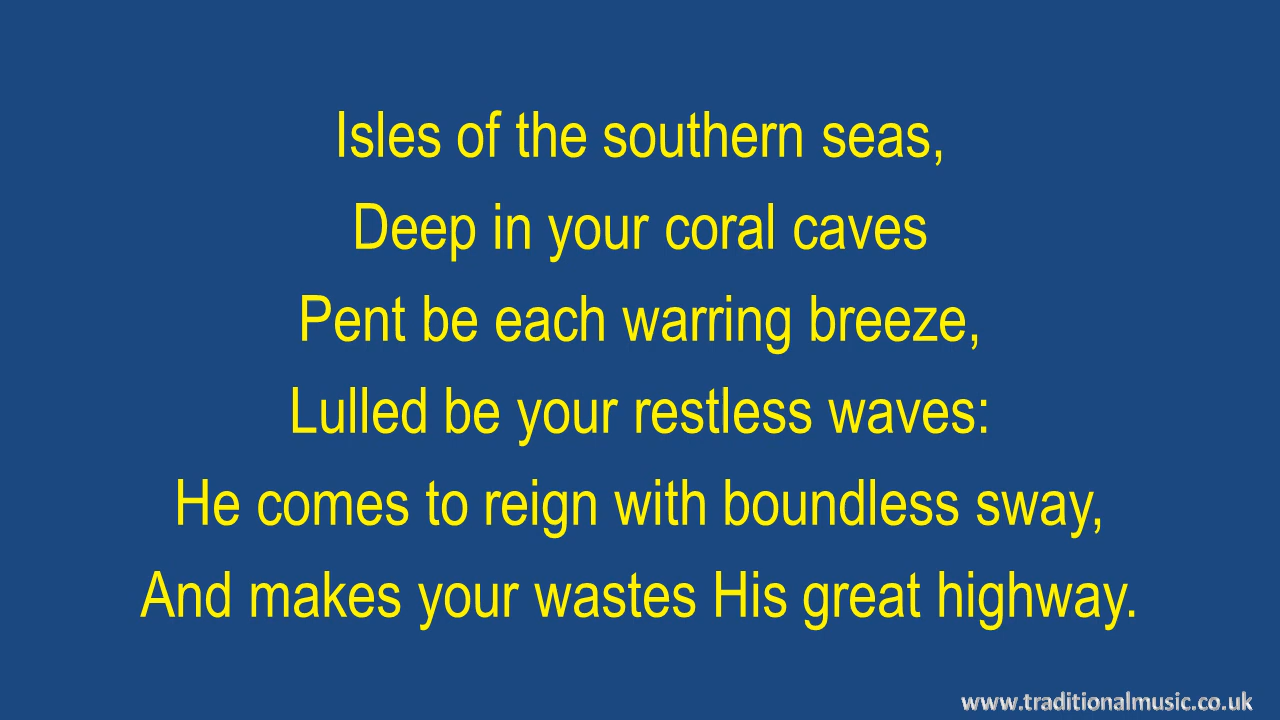 Isles of the southern seas,
Deep in your coral caves
Pent be each warring breeze,
Lulled be your restless waves:
He comes to reign with boundless sway,
And makes your wastes His great highway.
www.traditionalmusic.co.uk